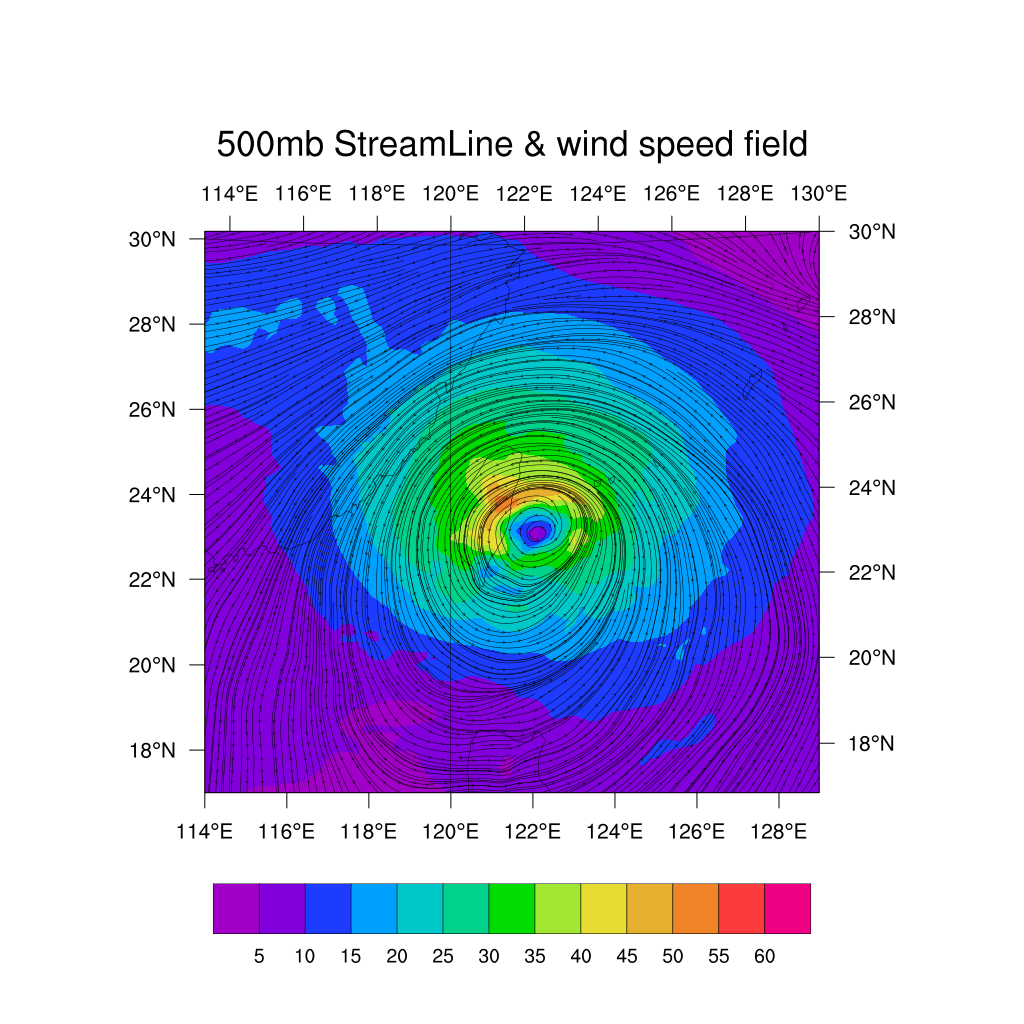 500mb StreamLine & wind speed field
114°E 116°E 118°E 120°E 122°E 124°E 126°E 128°E 130°E
30°N 30°N
28°N 28°N
26°N 26°N
24°N 24°N
22°N 22°N
20°N 20°N
18°N 18°N
114°E 116°E 118°E 120°E 122°E 124°E 126°E 128°E
5 10 15 20 25 30 35 40 45 50 55 60